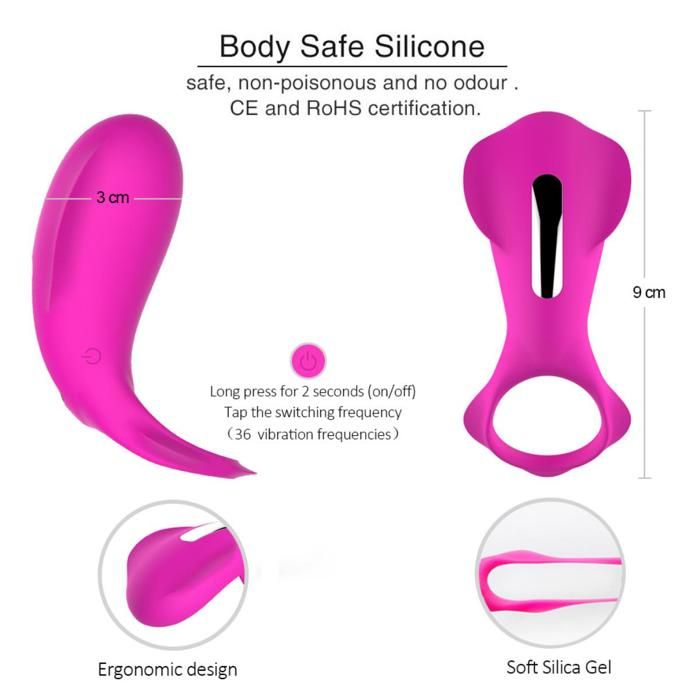 Body Safe Silicone
safe, non-poisonous and no odour .
CE and RoHS certification.
3 cm
9 cm
Long press for 2 seconds (on/off)
Tap the switching frequency
（36 vibration frequencies）
Ergonomic design
Soft Silica Gel